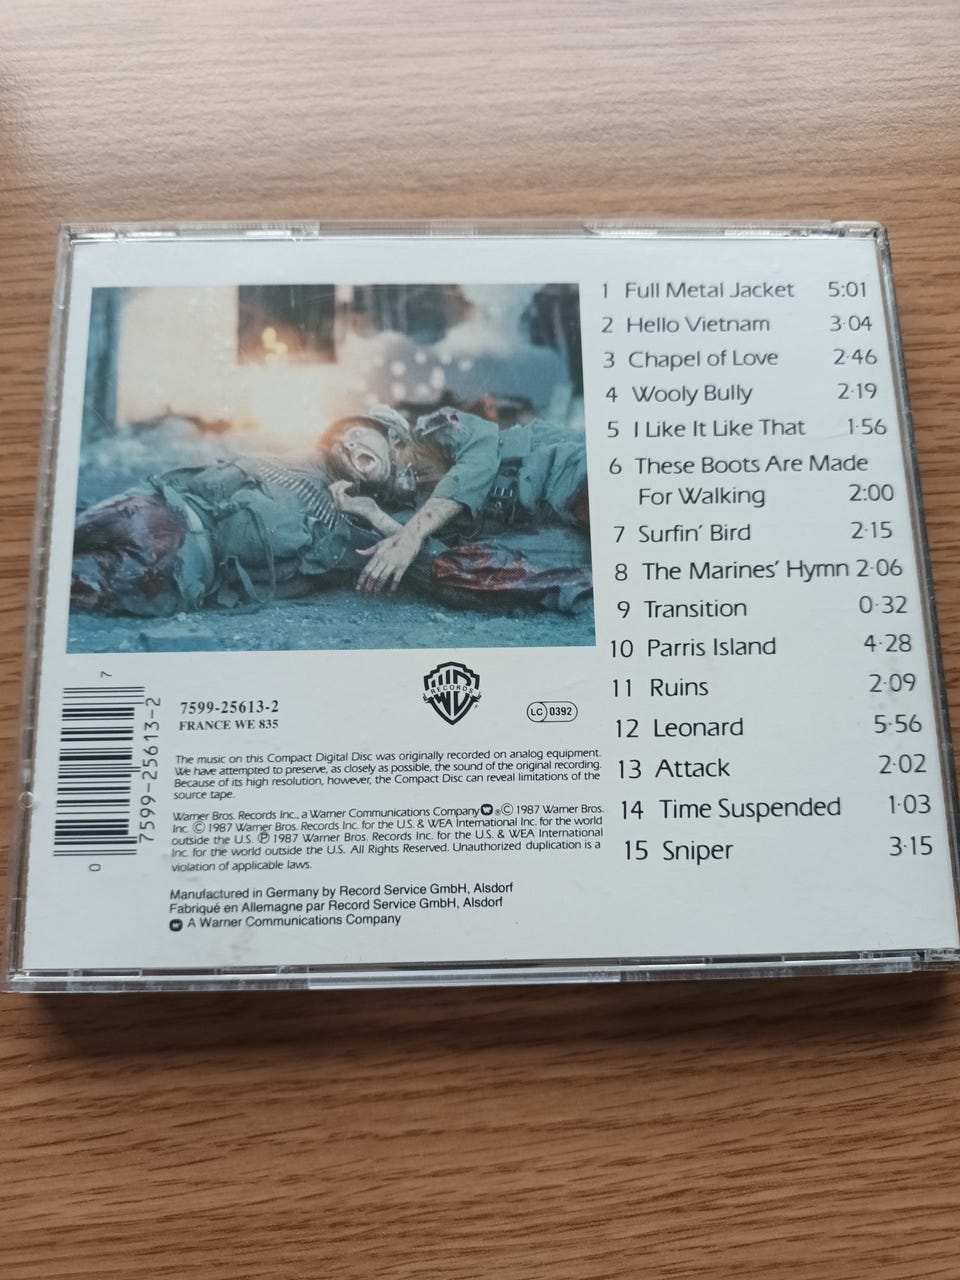 1 Full Metal Jacket 5:01
2 Hello Vietnam 3·04
3 Chapel of Love 2·46
4 Wooly Bully 2·19
5 I Like It Like That 1·56
6 These Boots Are Made
For Walking 2:00
7 Surfin' Bird 2·15
8 The Marines' Hymn 2·06
9 Transition 0·32
10 Parris Island 4·28
11 Ruins 2·09
12 Leonard 5·56
13 Attack 2·02
14 Time Suspended 1·03
15 Sniper 3·15
7
7599-25613-2
0
7599-25613-2
FRANCE WE 835
RECORDS
LC 0392
The music on this Compact Digital Disc was originally recorded on analog equipment.
We have attempted to preserve, as closely as possible, the sound of the original recording.
Because of its high resolution, however, the Compact Disc can reveal limitations of the
source tape.
Warner Bros. Records Inc., a Warner Communications Company ® Ⓒ 1987 Warner Bros.
Inc. Ⓒ 1987 Warner Bros. Records Inc. for the U.S. & WEA International Inc. for the world
outside the U.S. Ⓟ 1987 Warner Bros. Records Inc. for the U.S. & WEA International
Inc. for the world outside the U.S. All Rights Reserved. Unauthorized duplication is a
violation of applicable laws.
Manufactured in Germany by Record Service GmbH, Alsdorf
Fabriqué en Allemagne par Record Service GmbH, Alsdorf
A Warner Communications Company